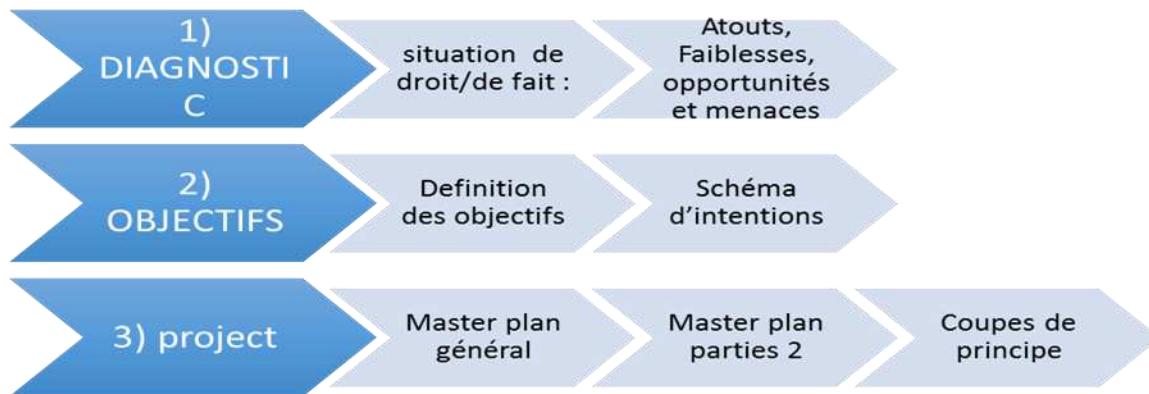 1)
DIAGNOSTI
C
situation de
droit/de fait :
Atouts,
Faiblesses,
opportunités
et menaces
2)
OBJECTIFS
Definition
des objectifs
Schéma
d'intentions
3) project
Master plan
général
Master plan
parties 2
Coupes de
principe